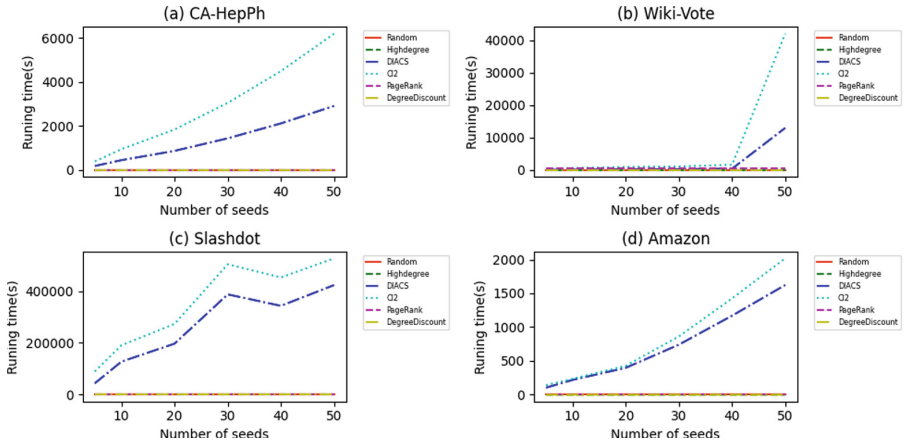 (a) CA-HepPh
Runing time(s)
6000
4000
2000
0
10 20 30 40 50
Number of seeds
Random
Highdegree
DIACS
CI2
PageRank
DegreeDiscount
(b) Wiki-Vote
Runing time(s)
40000
30000
20000
10000
0
10 20 30 40 50
Number of seeds
Random
Highdegree
DIACS
CI2
PageRank
DegreeDiscount
(c) Slashdot
Runing time(s)
400000
200000
0
10 20 30 40 50
Number of seeds
Random
Highdegree
DIACS
CI2
PageRank
DegreeDiscount
(d) Amazon
Runing time(s)
2000
1500
1000
500
0
10 20 30 40 50
Number of seeds
Random
Highdegree
DIACS
CI2
PageRank
DegreeDiscount